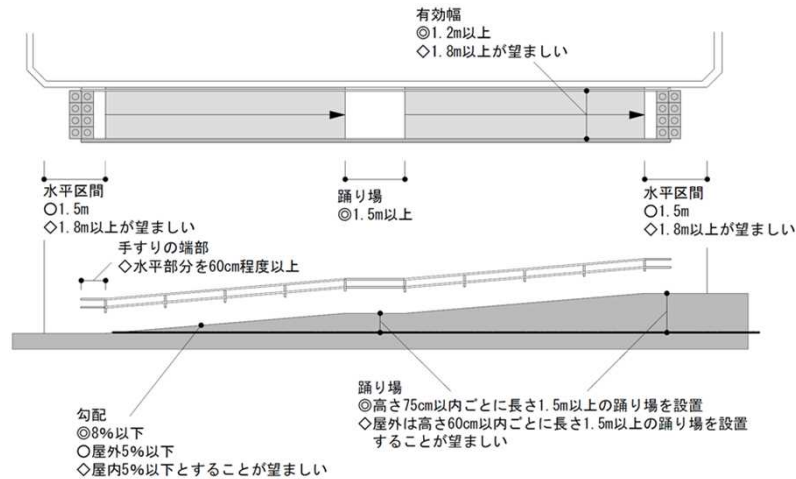 有効幅
◎1.2m以上
◇1.8m以上が望ましい
水平区間
○1.5m
◇1.8m以上が望ましい
踊り場
◎1.5m以上
水平区間
○1.5m
◇1.8m以上が望ましい
手すりの端部
◇水平部分を60cm程度以上
勾配
◎8%以下
○屋外5%以下
◇屋内5%以下とすることが望ましい
踊り場
◎高さ75cm以内ごとに長さ1.5m以上の踊り場を設置
◇屋外は高さ60cm以内ごとに長さ1.5m以上の踊り場を設置
することが望ましい